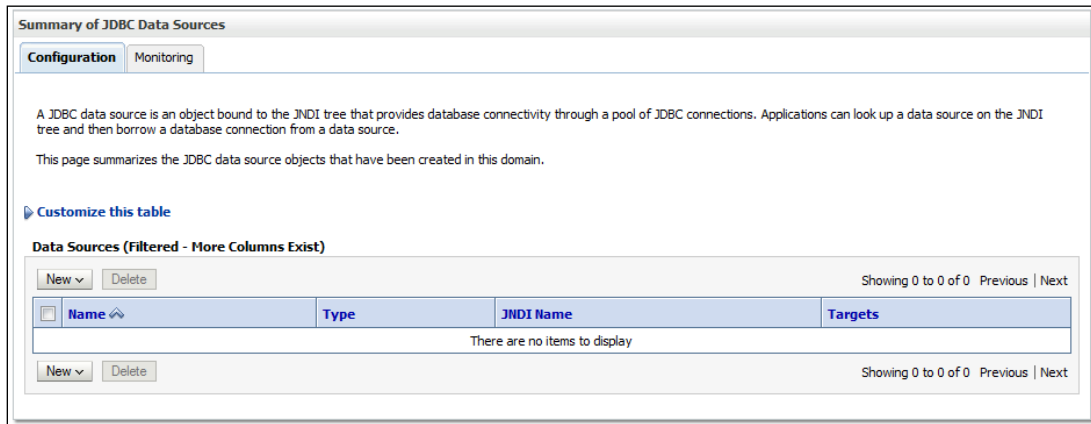 Summary of JDBC Data Sources
Configuration Monitoring
A JDBC data source is an object bound to the JNDI tree that provides database connectivity through a pool of JDBC connections. Applications can look up a data source on the JNDI
tree and then borrow a database connection from a data source.
This page summarizes the JDBC data source objects that have been created in this domain.
Customize this table
Data Sources (Filtered - More Columns Exist)
New Delete Showing 0 to 0 of 0 Previous | Next
Name Type JNDI Name Targets
There are no items to display
New Delete Showing 0 to 0 of 0 Previous | Next